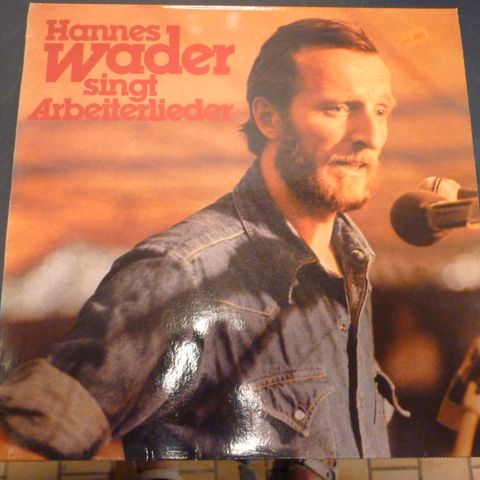 Hannes
Wader
singt
Arbeiterlieder